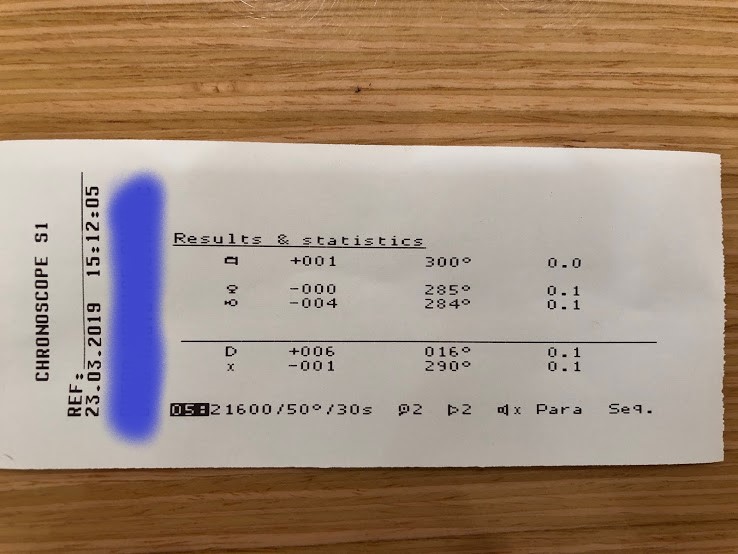 CHRONOSCOPE S1
REF:
23.03.2019 15:12:05
Results & statistics
+001 300° 0.0
-000 285° 0.1
-004 284° 0.1
D +006 016° 0.1
x -001 290° 0.1
05:21600/50°/30s 2 2 x Para Seq.